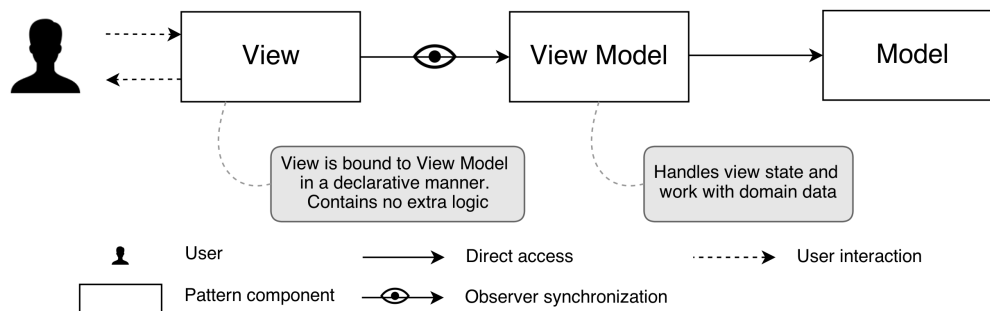 View
View Model
Model
View is bound to View Model
in a declarative manner.
Contains no extra logic
Handles view state and
work with domain data
User
Direct access
User interaction
Pattern component
Observer synchronization